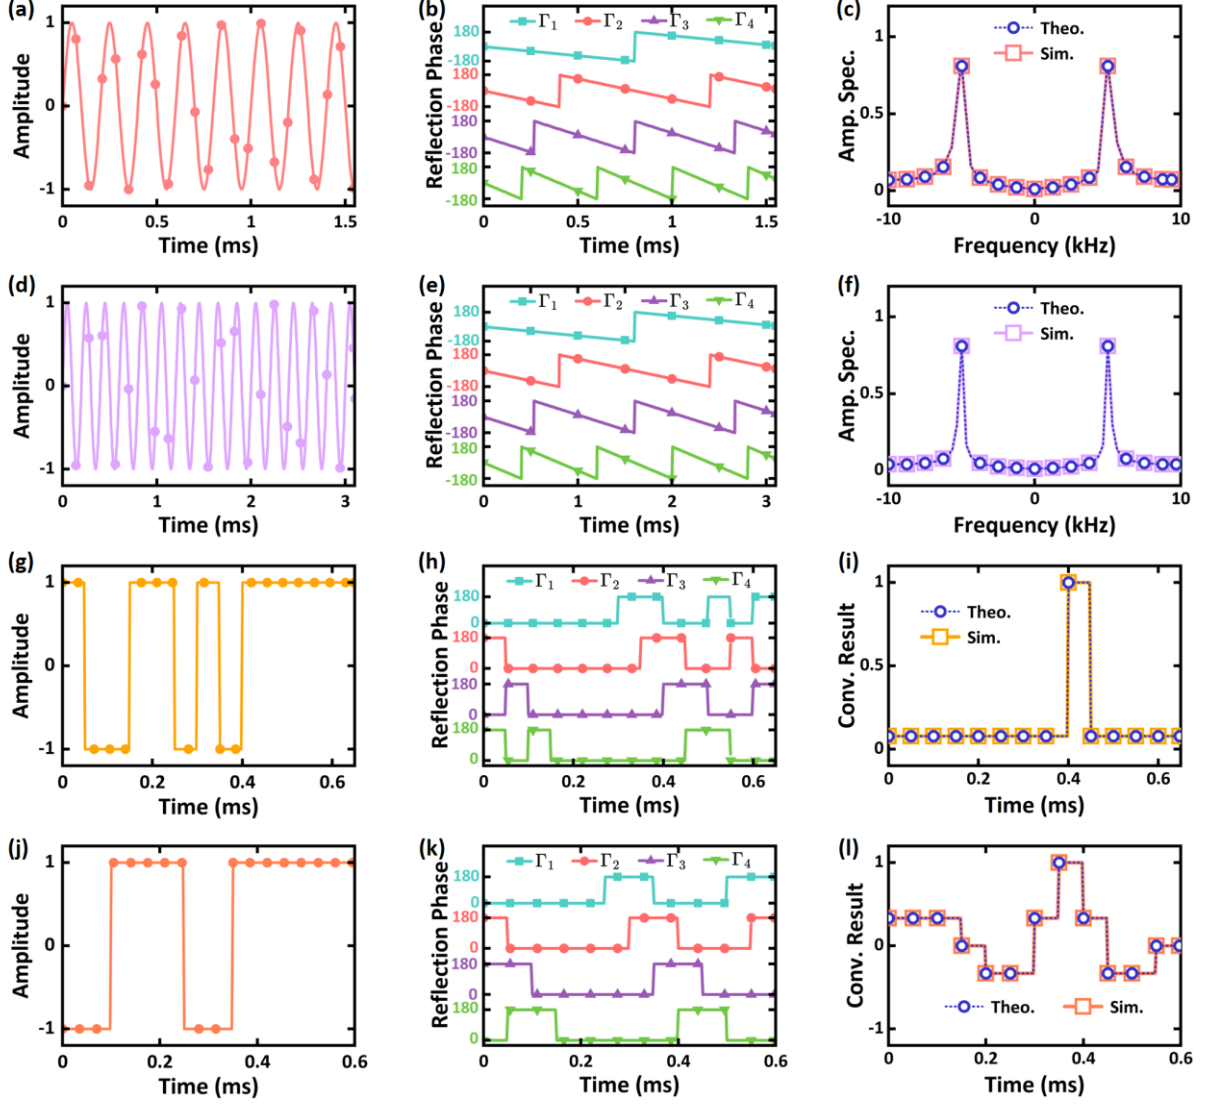 (a)
1
0
-1
Amplitude
0 0.5 1 1.5
Time (ms)
(b)
Γ1 Γ2 Γ3 Γ4
180
-180
180
-180
180
-180
180
-180
Reflection Phase
0 0.5 1 1.5
Time (ms)
(c)
Theo.
Sim.
1
0.5
0
Amp. Spec.
-10 0 10
Frequency (kHz)
(d)
1
0
-1
Amplitude
0 1 2 3
Time (ms)
(e)
Γ1 Γ2 Γ3 Γ4
180
-180
180
-180
180
-180
180
-180
Reflection Phase
0 1 2 3
Time (ms)
(f)
Theo.
Sim.
1
0.5
0
Amp. Spec.
-10 0 10
Frequency (kHz)
(g)
1
0
-1
Amplitude
0 0.2 0.4 0.6
Time (ms)
(h)
Γ1 Γ2 Γ3 Γ4
180
0
180
0
180
0
180
0
Reflection Phase
0 0.2 0.4 0.6
Time (ms)
(i)
Theo.
Sim.
1
0.5
0
Conv. Result
0 0.2 0.4 0.6
Time (ms)
(j)
1
0
-1
Amplitude
0 0.2 0.4 0.6
Time (ms)
(k)
Γ1 Γ2 Γ3 Γ4
180
0
180
0
180
0
180
0
Reflection Phase
0 0.2 0.4 0.6
Time (ms)
(l)
1
0
-1
Conv. Result
Theo. Sim.
0 0.2 0.4 0.6
Time (ms)